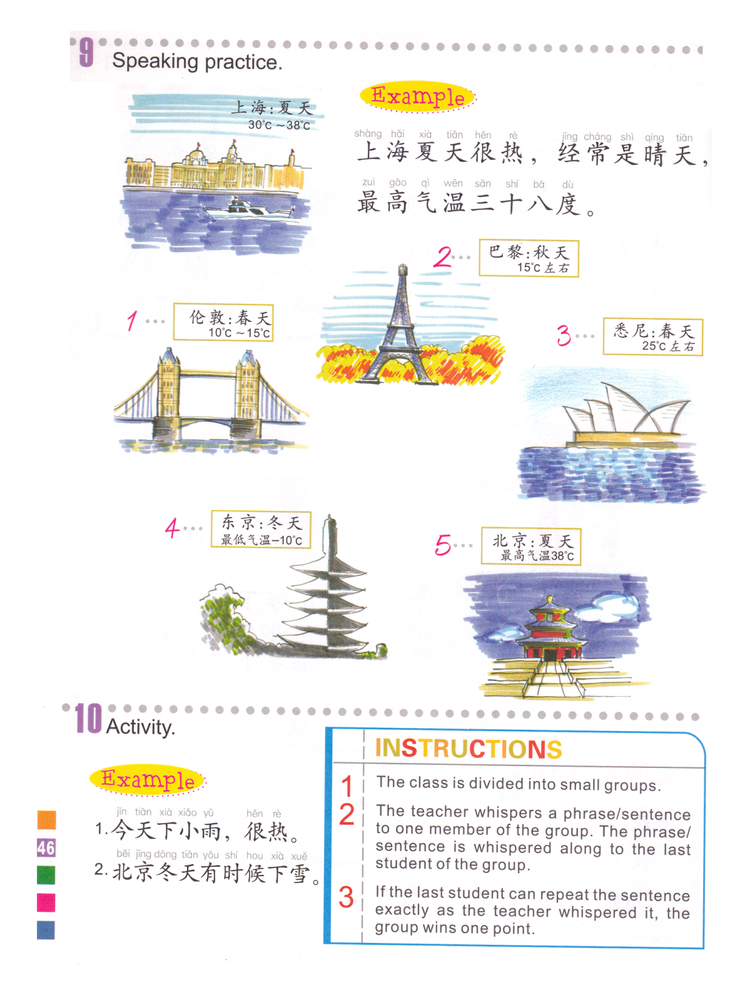 9 Speaking practice.
上海:夏天
30℃~38℃
Example
shàng hǎi xià tiān hěn rè jīng cháng shì qíng tiān
上海夏天很热，经常是晴天，
zuì gāo qì wēn sān shí bā dù
最高气温三十八度。
2 巴黎:秋天
15℃左右
1 伦敦:春天
10℃~15℃
3 悉尼:春天
25℃左右
4 东京:冬天
最低气温-10℃
5 北京:夏天
最高气温38℃
10 Activity.
Example
jīn tiān xià xiǎo yǔ hěn rè
1.今天下小雨，很热。
běi jīng dōng tiān yǒu shí hou xià xuě
2.北京冬天有时候下雪。
46
INSTRUCTIONS
1 The class is divided into small groups.
2 The teacher whispers a phrase/sentence
to one member of the group. The phrase/
sentence is whispered along to the last
student of the group.
3 If the last student can repeat the sentence
exactly as the teacher whispered it, the
group wins one point.